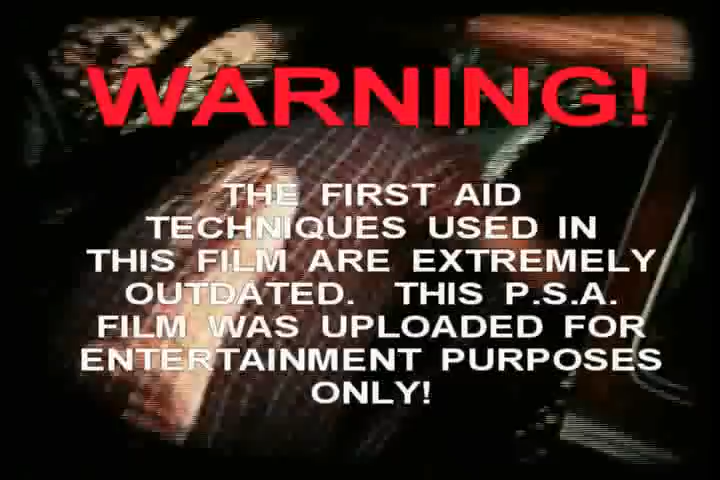 WARNING!
THE FIRST AID
TECHNIQUES USED IN
THIS FILM ARE EXTREMELY
OUTDATED. THIS P.S.A.
FILM WAS UPLOADED FOR
ENTERTAINMENT PURPOSES
ONLY!